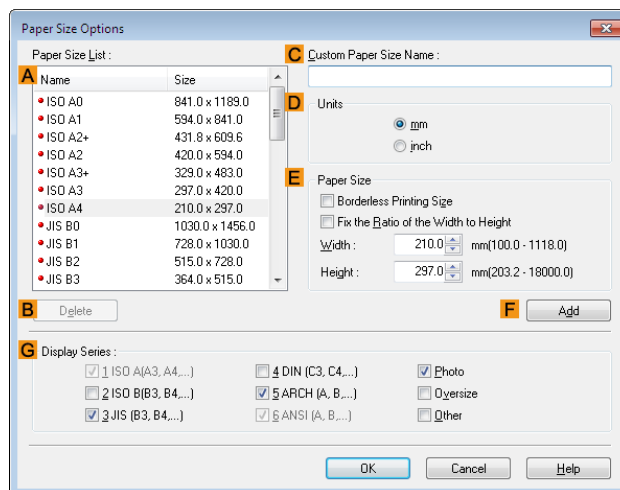 Paper Size Options
Paper Size List :
A
Name Size
ISO A0 841.0 x 1189.0
ISO A1 594.0 x 841.0
ISO A2+ 431.8 x 609.6
ISO A2 420.0 x 594.0
ISO A3+ 329.0 x 483.0
ISO A3 297.0 x 420.0
ISO A4 210.0 x 297.0
JIS B0 1030.0 x 1456.0
JIS B1 728.0 x 1030.0
JIS B2 515.0 x 728.0
JIS B3 364.0 x 515.0
B Delete
C Custom Paper Size Name :
D Units
mm
inch
E Paper Size
Borderless Printing Size
Fix the Ratio of the Width to Height
Width : 210.0 mm(100.0 - 1118.0)
Height : 297.0 mm(203.2 - 18000.0)
F Add
G Display Series :
1 ISO A(A3, A4,...) 4 DIN (C3, C4,...) Photo
2 ISO B(B3, B4,...) 5 ARCH (A, B,...) Oversize
3 JIS (B3, B4,...) 6 ANSI (A, B,...) Other
OK Cancel Help